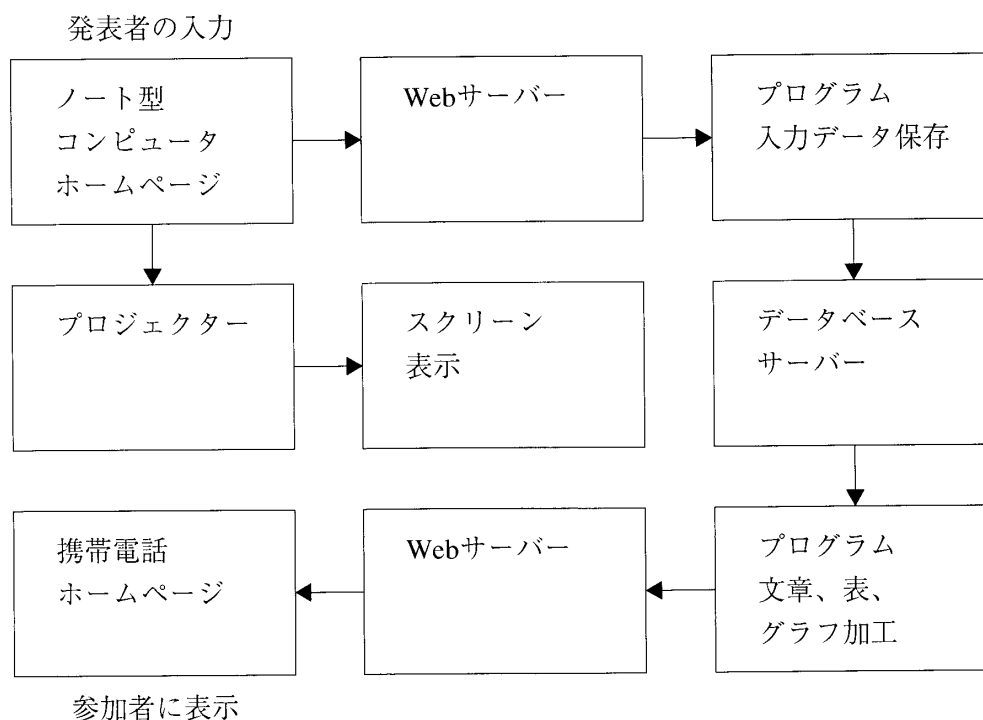 発表者の入力
ノート型
コンピュータ
ホームページ
Webサーバー
プログラム
入力データ保存
プロジェクター
スクリーン
表示
データベース
サーバー
携帯電話
ホームページ
Webサーバー
プログラム
文章、表、
グラフ加工
参加者に表示